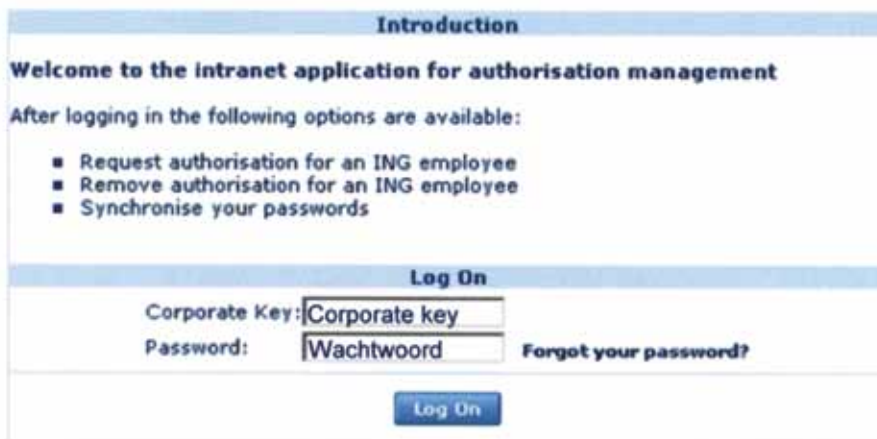 Introduction
Welcome to the intranet application for authorisation management
After logging in the following options are available:
▪ Request authorisation for an ING employee
▪ Remove authorisation for an ING employee
▪ Synchronise your passwords
Log On
Corporate Key: Corporate key
Password: Wachtwoord Forgot your password?
Log On